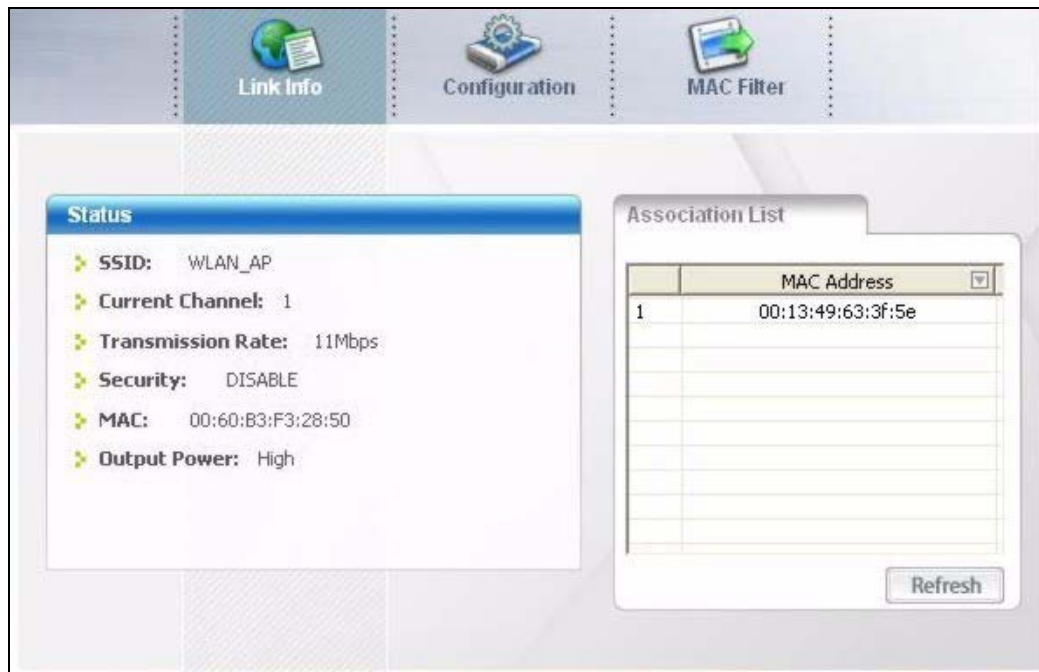 Link Info
Configuration
MAC Filter
Status
SSID: WLAN_AP
Current Channel: 1
Transmission Rate: 11Mbps
Security: DISABLE
MAC: 00:60:B3:F3:28:50
Output Power: High
Association List
MAC Address
1 00:13:49:63:3f:5e
Refresh